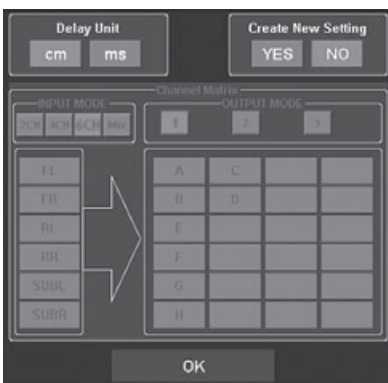 Delay Unit
cm ms
Create New Setting
YES NO
Channel Matrix
INPUT MODE
2CH 4CH 6CH Mix
OUTPUT MODE
1 2 3
FL
FR
RL
RR
SUBL
SUBR
A C
B D
E
F
G
H
OK